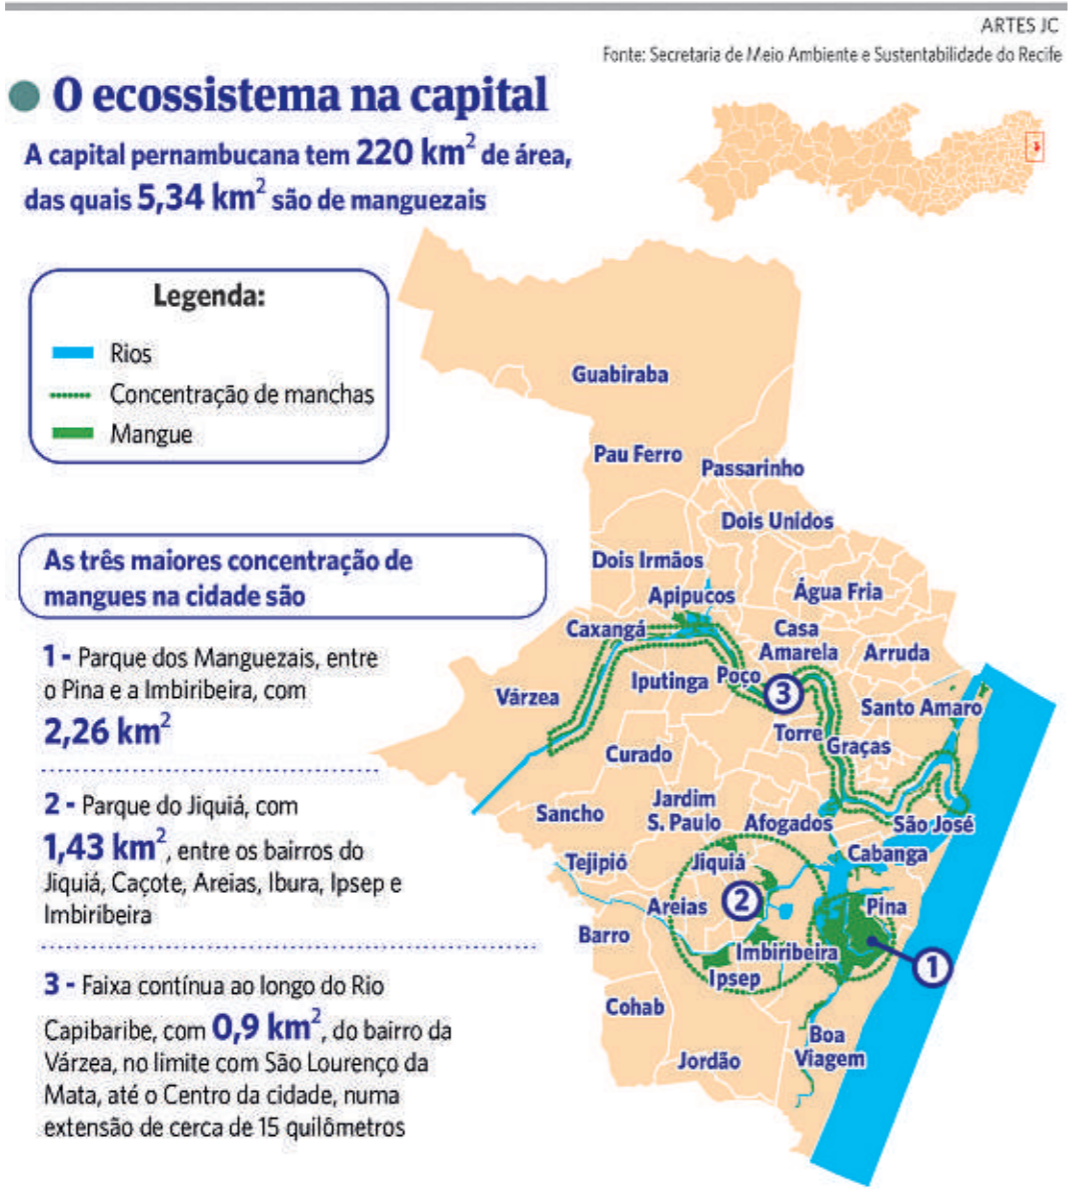 ARTES JC
Fonte: Secretaria de Meio Ambiente e Sustentabilidade do Recife
O ecossistema na capital
A capital pernambucana tem 220 km² de área,
das quais 5,34 km² são de manguezais
Legenda:
Rios
Concentração de manchas
Mangue
As três maiores concentração de
mangues na cidade são
1 - Parque dos Manguezais, entre
o Pina e a Imbiribeira, com
2,26 km²
2 - Parque do Jiquiá, com
1,43 km², entre os bairros do
Jiquiá, Caçote, Areias, Ibura, Ipsep e
Imbiribeira
3 - Faixa contínua ao longo do Rio
Capibaribe, com 0,9 km², do bairro da
Várzea, no limite com São Lourenço da
Mata, até o Centro da cidade, numa
extensão de cerca de 15 quilômetros
Guabiraba
Pau Ferro
Passarinho
Dois Unidos
Dois Irmãos
Apipucos
Água Fria
Caxangá
Casa
Amarela
Arruda
Iputinga
Poço
3
Várzea
Santo Amaro
Torre
Graças
Curado
Jardim
S. Paulo
Sancho
Afogados
São José
Tejipió
Jiquiá
Cabanga
Areias
2
Pina
Barro
Imbiribeira
1
Ipsep
Cohab
Boa
Viagem
Jordão